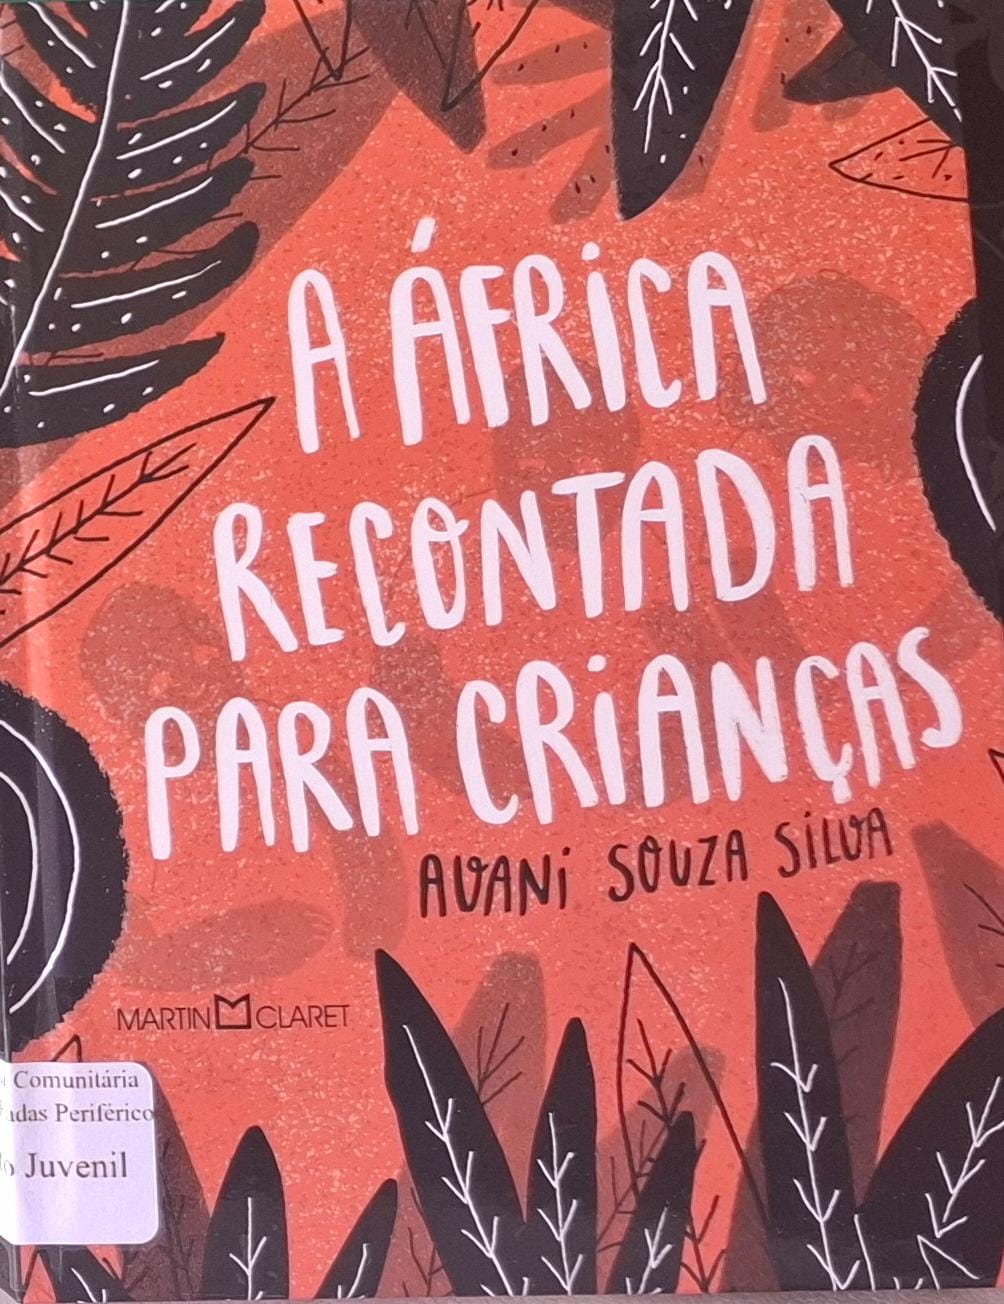 A ÁFRICA
RECONTADA
PARA CRIANÇAS
AVANI SOUZA SILVA
MARTIN CLARET
Comunitária
Periférico
Juvenil